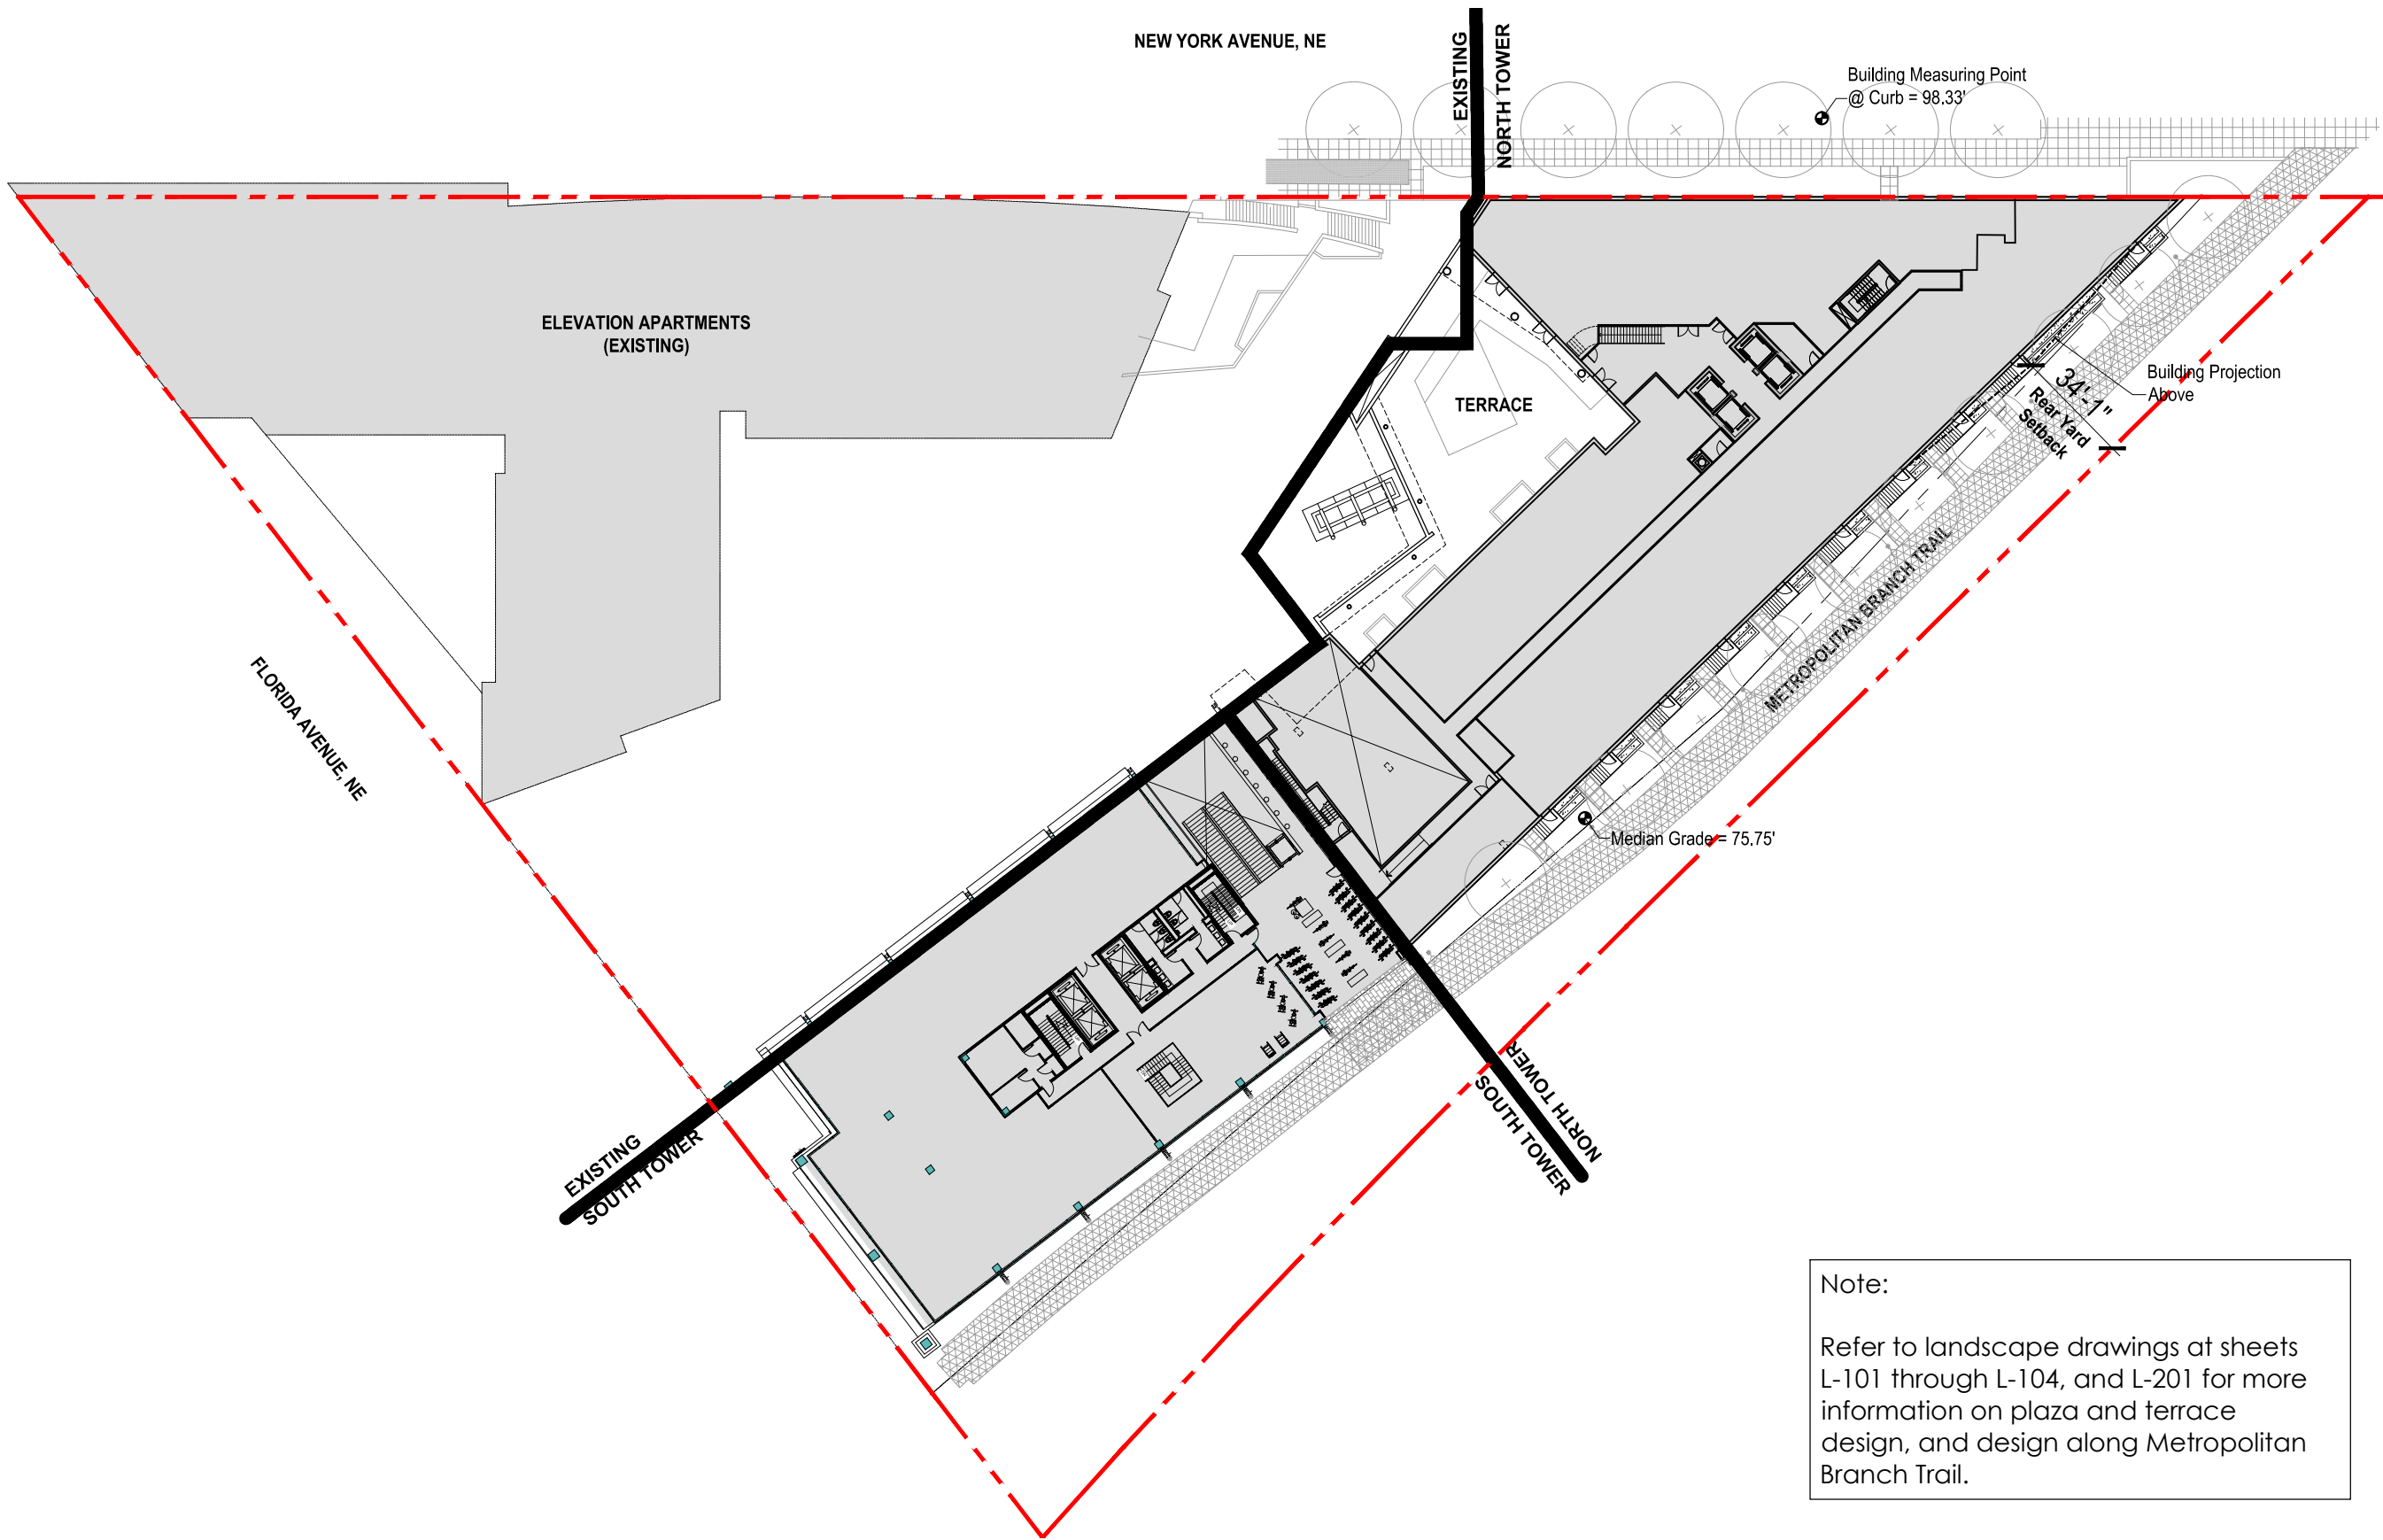 NEW YORK AVENUE, NE
EXISTING
NORTH TOWER
Building Measuring Point
@ Curb = 98.33'
ELEVATION APARTMENTS
(EXISTING)
TERRACE
34'-1"
Rear Yard
Setback
Building Projection
Above
METROPOLITAN BRANCH TRAIL
FLORIDA AVENUE, NE
Median Grade = 75.75'
EXISTING
SOUTH TOWER
NORTH TOWER
SOUTH TOWER
Note:
Refer to landscape drawings at sheets
L-101 through L-104, and L-201 for more
information on plaza and terrace
design, and design along Metropolitan
Branch Trail.